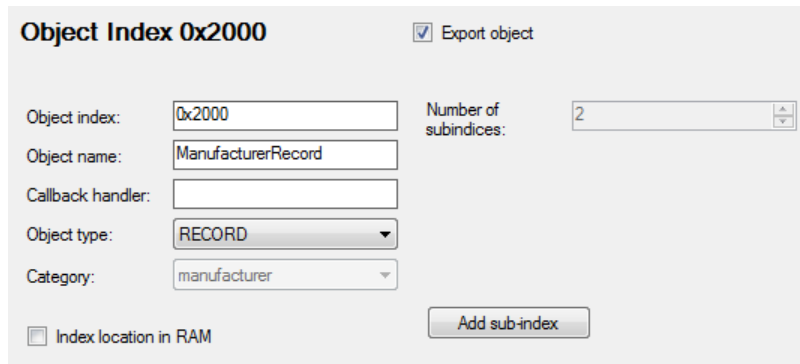 Object Index 0x2000
Export object
Object index:
0x2000
Number of
subindices:
2
Object name:
ManufacturerRecord
Callback handler:
Object type:
RECORD
Category:
manufacturer
Index location in RAM
Add sub-index